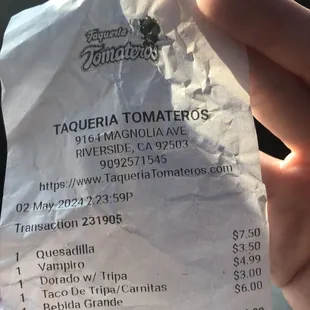 Taqueria
Tomateros
TAQUERIA TOMATEROS
9164 MAGNOLIA AVE
RIVERSIDE, CA 92503
9092571545
https://www.TaqueriaTomateros.com
02 May 2024 2:23:59P
Transaction 231905
1 Quesadilla $7.50
1 Vampiro $3.50
1 Dorado w/ Tripa $4.99
1 Taco De Tripa/Carnitas $3.00
1 Bebida Grande $6.00